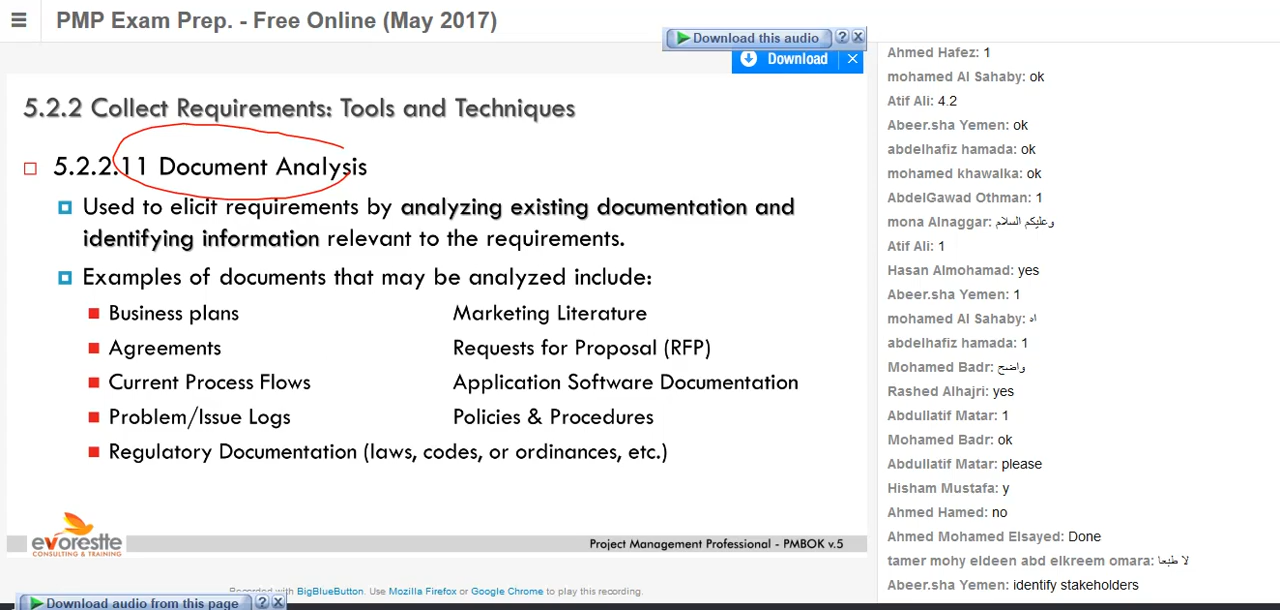 PMP Exam Prep. - Free Online (May 2017)
Download this audio ? X
Download ×
5.2.2 Collect Requirements: Tools and Techniques
5.2.2.11 Document Analysis
Used to elicit requirements by analyzing existing documentation and
identifying information relevant to the requirements.
Examples of documents that may be analyzed include:
Business plans Marketing Literature
Agreements Requests for Proposal (RFP)
Current Process Flows Application Software Documentation
Problem/Issue Logs Policies & Procedures
Regulatory Documentation (laws, codes, or ordinances, etc.)
evorestte
CONSULTING & TRAINING
Project Management Professional - PMBOK v.5
Recorded with BigBlueButton. Use Mozilla Firefox or Google Chrome to play this recording.
Download audio from this page ? X
Ahmed Hafez: 1
mohamed Al Sahaby: ok
Atif Ali: 4.2
Abeer.sha Yemen: ok
abdelhafiz hamada: ok
mohamed khawalka: ok
AbdelGawad Othman: 1
mona Alnaggar: وعليكم السلام
Atif Ali: 1
Hasan Almohamad: yes
Abeer.sha Yemen: 1
mohamed Al Sahaby: اد
abdelhafiz hamada: 1
Mohamed Badr: واضح
Rashed Alhajri: yes
Abdullatif Matar: 1
Mohamed Badr: ok
Abdullatif Matar: please
Hisham Mustafa: y
Ahmed Hamed: no
Ahmed Mohamed Elsayed: Done
tamer mohy eldeen abd elkreem omara: لا طبعا
Abeer.sha Yemen: identify stakeholders